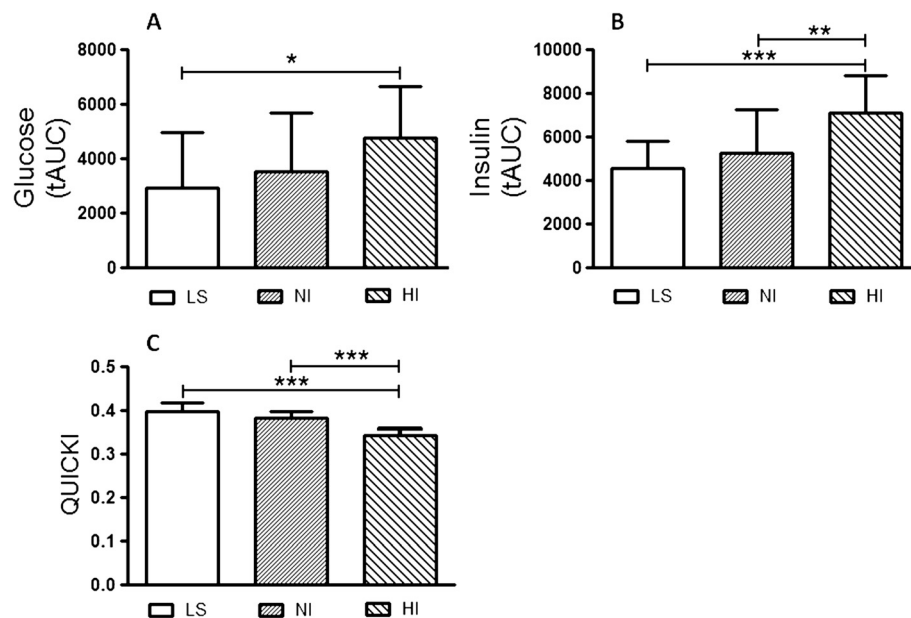 A
Glucose
(tAUC)
8000
6000
4000
2000
0
*
LS NI HI
B
Insulin
(tAUC)
10000
8000
6000
4000
2000
0
**
***
LS NI HI
C
QUICKI
0.5
0.4
0.3
0.2
0.1
0.0
***
***
LS NI HI